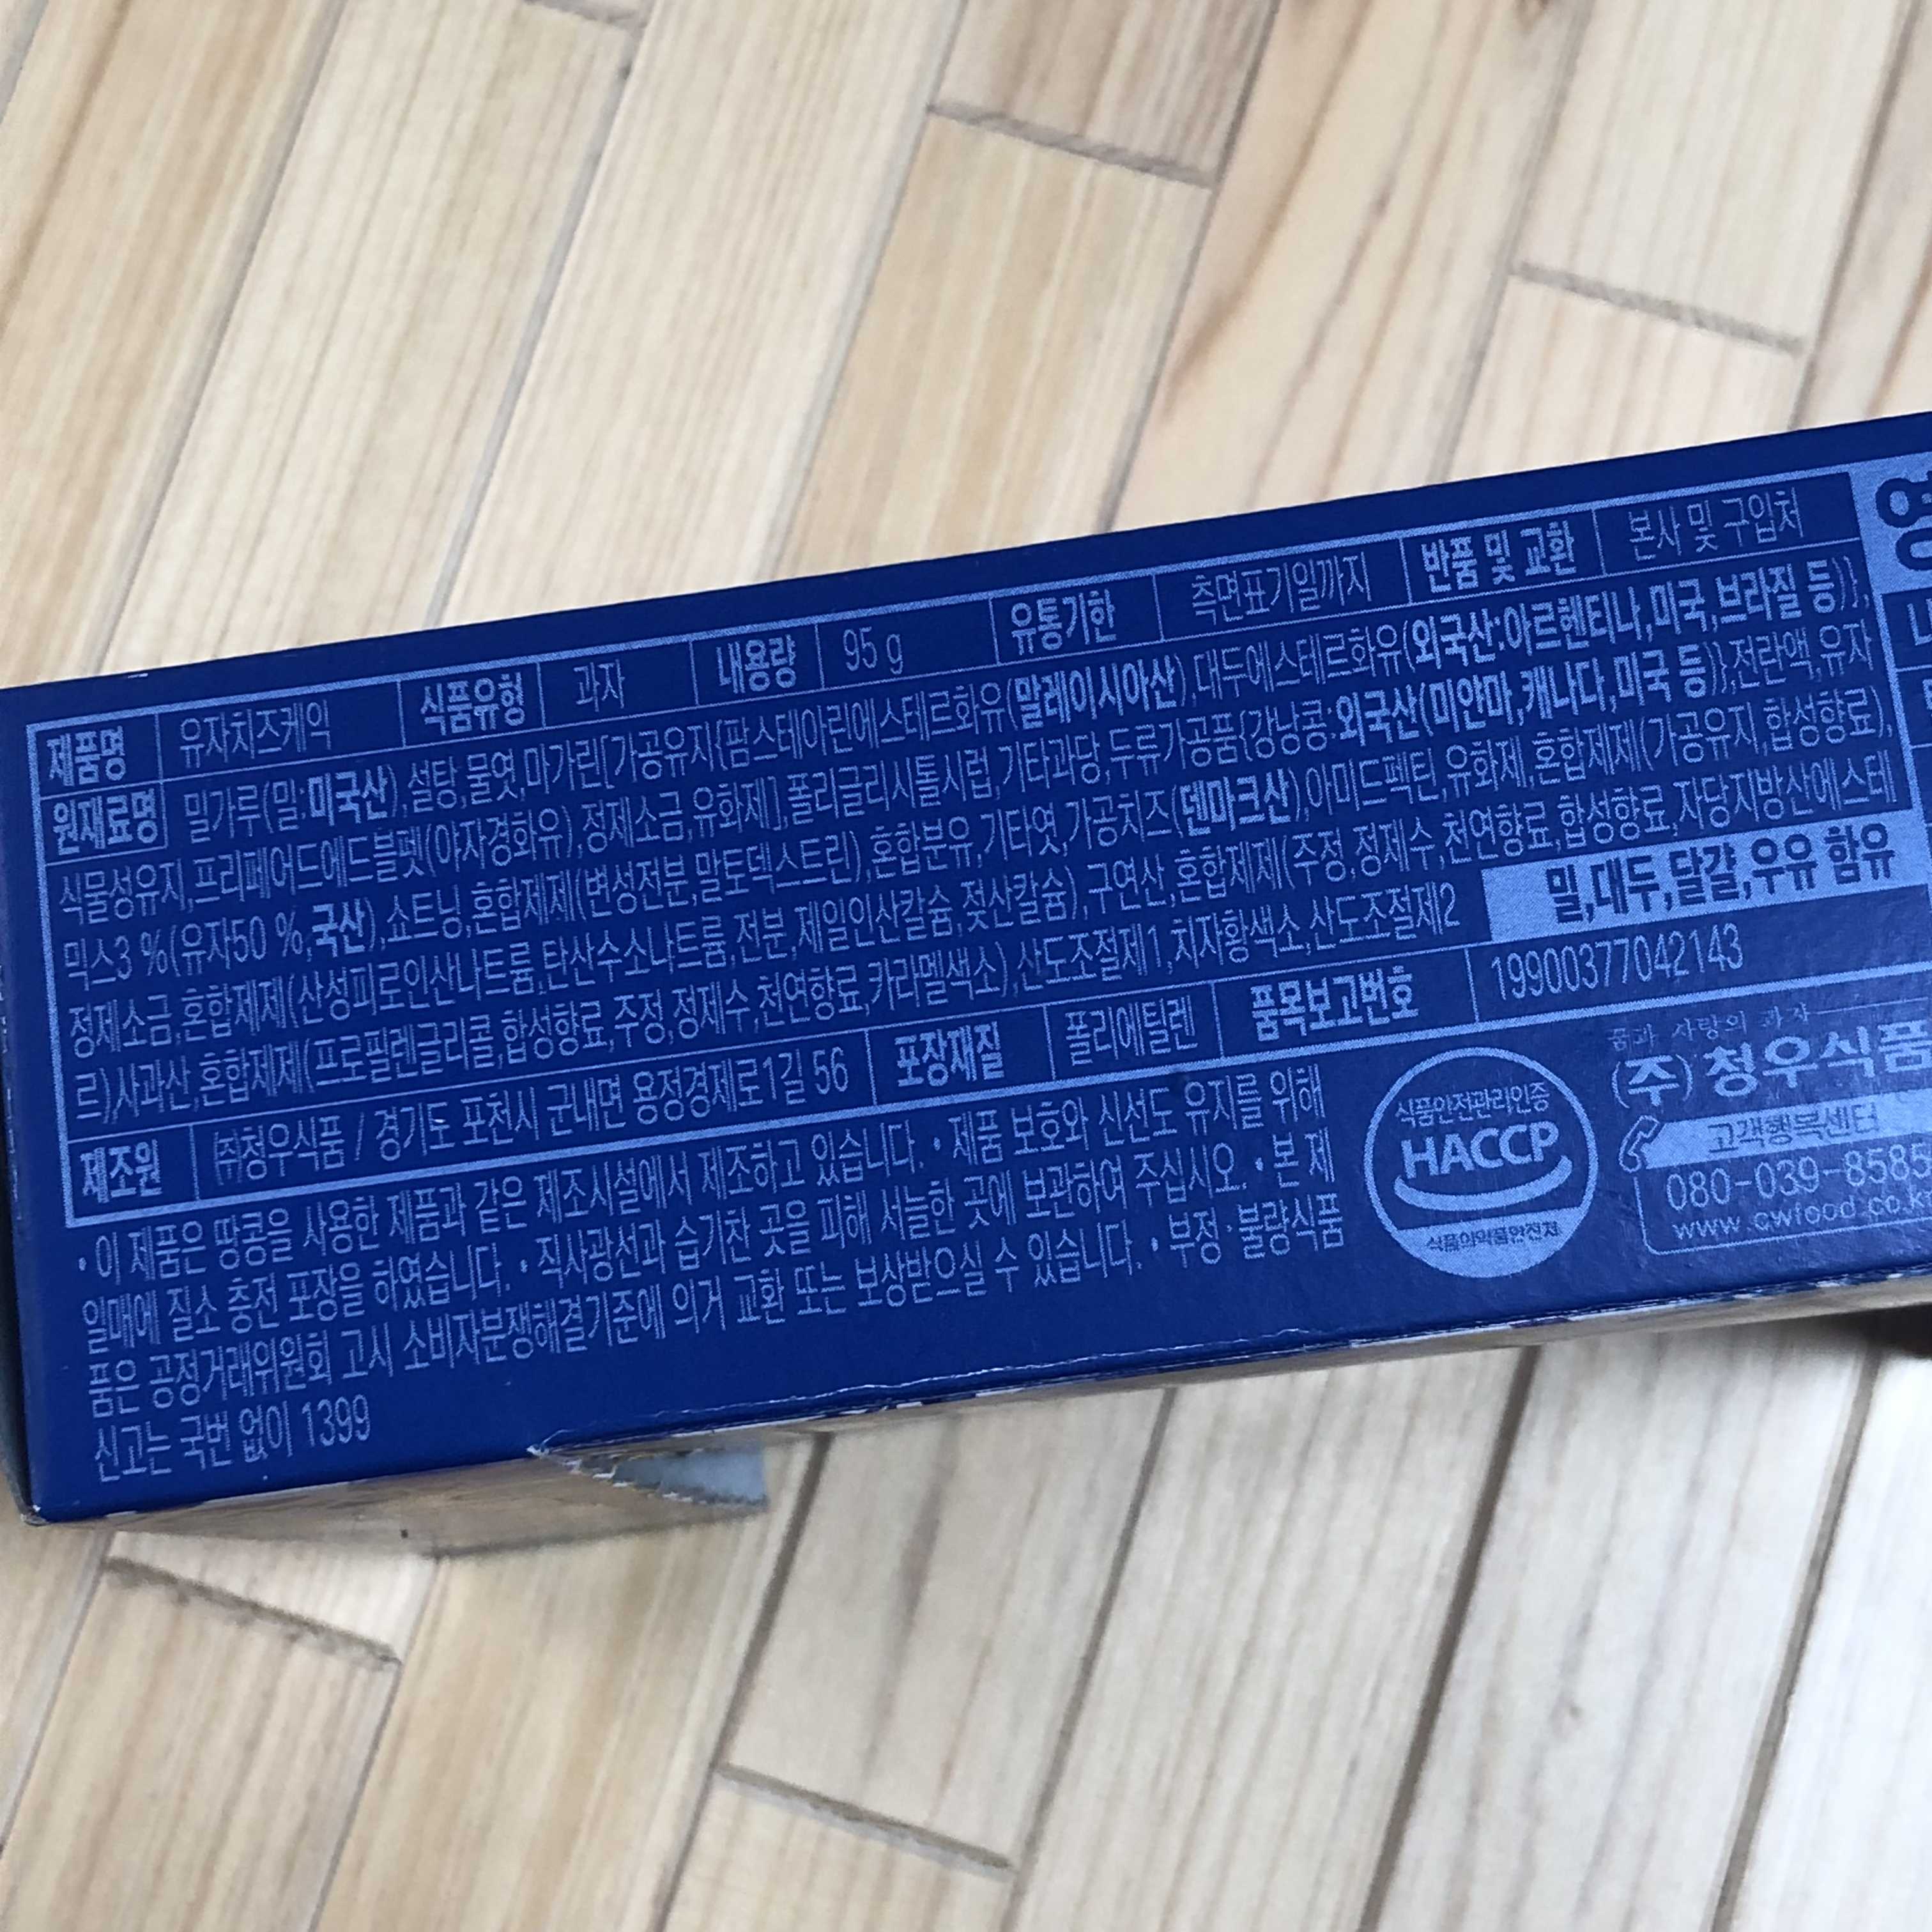 제품명 유자치즈케익 식품유형 과자 내용량 95 g 유통기한 측면표기일까지 반품 및 교환 본사 및 구입처
원재료명 밀가루(밀:미국산),설탕,물엿,마가린[가공유지{팜스테아린에스테르화유(말레이시아산),대두에스테르화유(외국산:아르헨티나,미국,브라질 등)},
식물성유지,프리페어드에드블펫(야자경화유),정제소금,유화제],폴리글리시톨시럽,기타과당,두류가공품{강낭콩:외국산(미얀마,캐나다,미국 등)},전란액,유자
믹스3 %(유자50 %,국산),쇼트닝,혼합제제(변성전분,말토덱스트린),혼합분유,기타엿,가공치즈(덴마크산),아미드펙틴,유화제,혼합제제(가공유지,합성향료),
정제소금,혼합제제(산성피로인산나트륨,탄산수소나트륨,전분,제일인산칼슘,젖산칼슘),구연산,혼합제제(주정,정제수,천연향료,합성향료,자당지방산에스테
르),사과산,혼합제제(프로필렌글리콜,합성향료,주정,정제수,천연향료,카라멜색소),산도조절제1,치자황색소,산도조절제2 밀,대두,달걀,우유 함유
제조원 ㈜청우식품 / 경기도 포천시 군내면 용정경제로1길 56 포장재질 폴리에틸렌 품목보고번호 19900377042143
• 이 제품은 땅콩을 사용한 제품과 같은 제조시설에서 제조하고 있습니다. • 제품 보호와 신선도 유지를 위해
일매에 질소 충전 포장을 하였습니다. • 직사광선과 습기찬 곳을 피해 서늘한 곳에 보관하여 주십시오. • 본 제
품은 공정거래위원회 고시 소비자분쟁해결기준에 의거 교환 또는 보상받으실 수 있습니다. • 부정·불량식품
신고는 국번 없이 1399
식품안전관리인증
HACCP
식품의약품안전처
사랑의 과자
(주)청우식품
고객행복센터
080-039-8585
www.cwfood.co.k